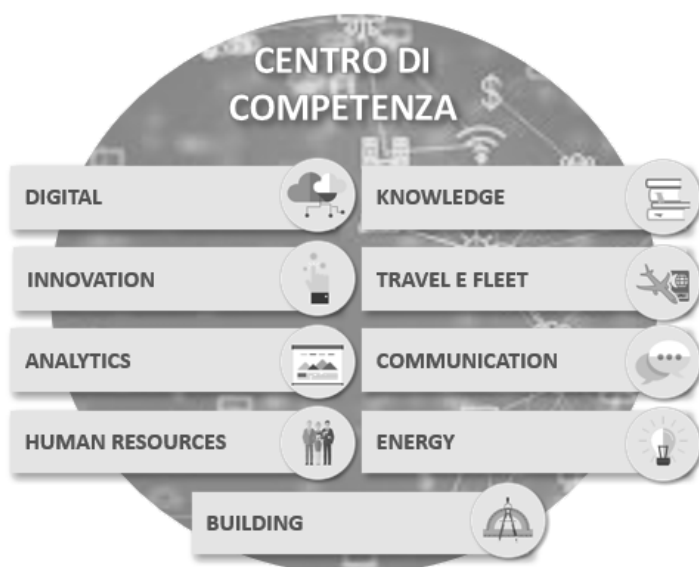 CENTRO DI
COMPETENZA
DIGITAL
KNOWLEDGE
INNOVATION
TRAVEL E FLEET
ANALYTICS
COMMUNICATION
HUMAN RESOURCES
ENERGY
BUILDING